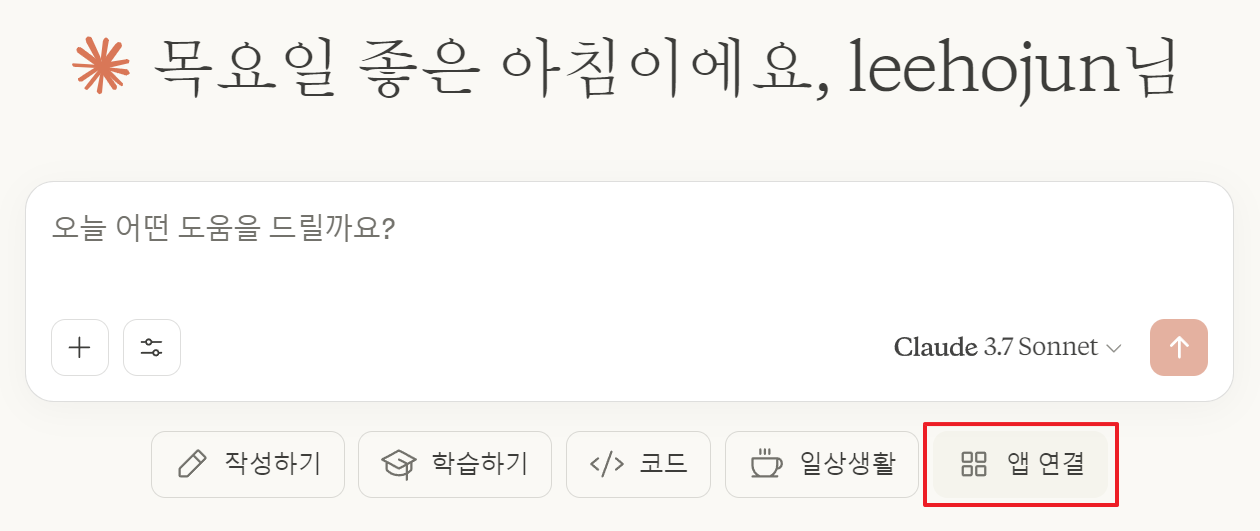 목요일 좋은 아침이에요, leehojun님
오늘 어떤 도움을 드릴까요?
Claude 3.7 Sonnet
작성하기
학습하기
코드
일상생활
앱 연결